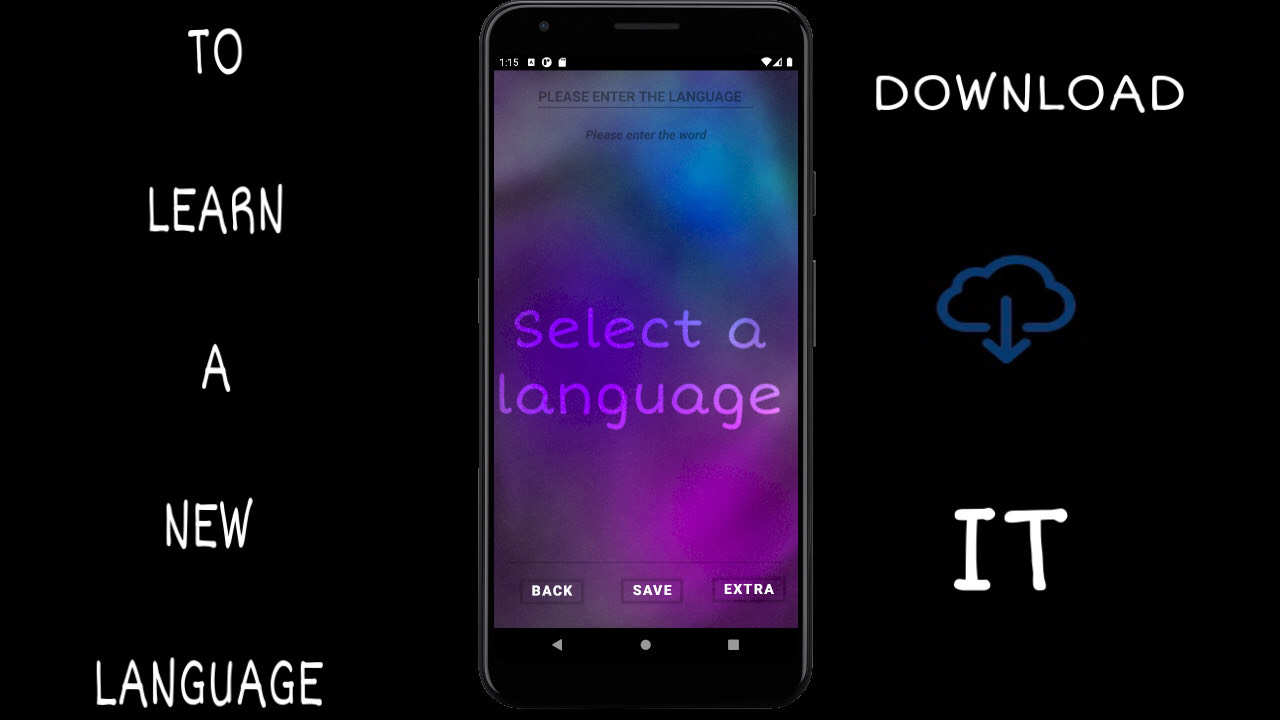 TO
LEARN
A
NEW
LANGUAGE
1:15
PLEASE ENTER THE LANGUAGE
Please enter the word
Select a
language
BACK SAVE EXTRA
DOWNLOAD
IT